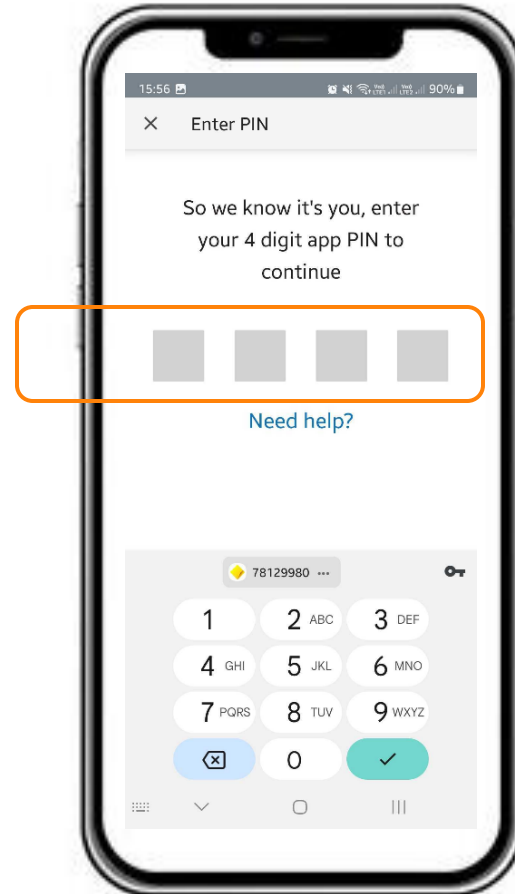 15:56 90%
Enter PIN
So we know it's you, enter
your 4 digit app PIN to
continue
Need help?
78129980 ...
1 2 ABC 3 DEF
4 GHI 5 JKL 6 MNO
7 PQRS 8 TUV 9 WXYZ
0